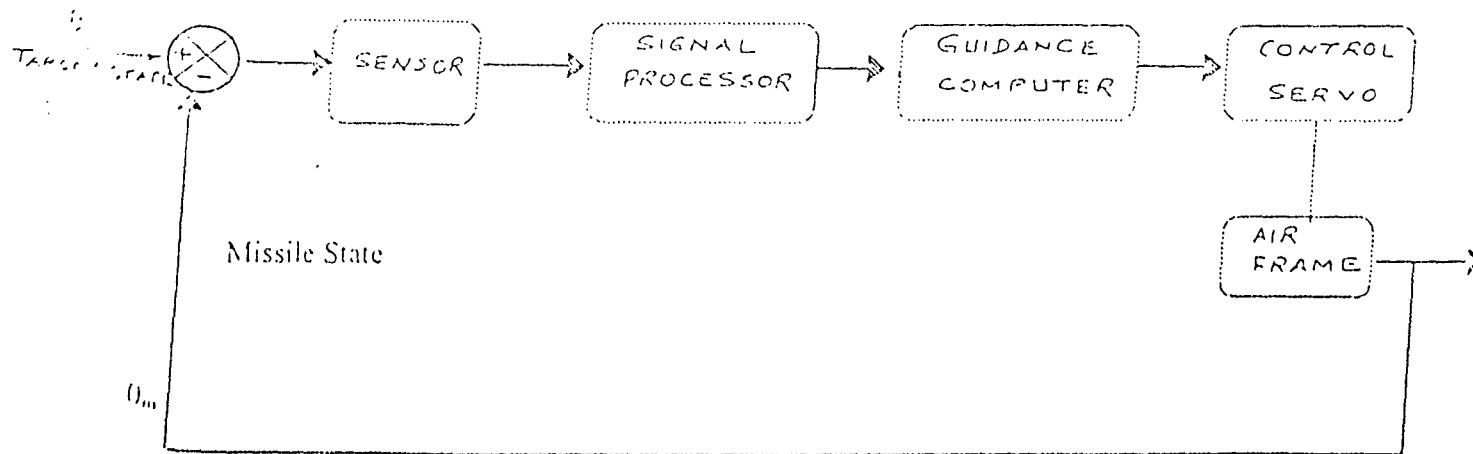 +
-
SENSOR
SIGNAL
PROCESSOR
GUIDANCE
COMPUTER
CONTROL
SERVO
AIR
FRAME
Missile State